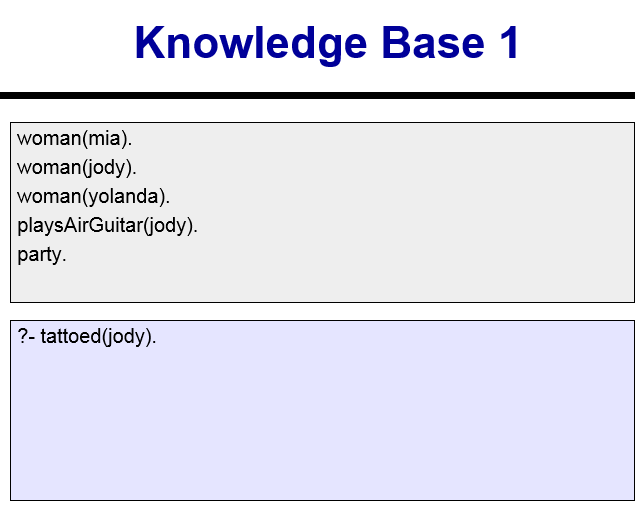 Knowledge Base 1
woman(mia).
woman(jody).
woman(yolanda).
playsAirGuitar(jody).
party.
?- tattoed(jody).